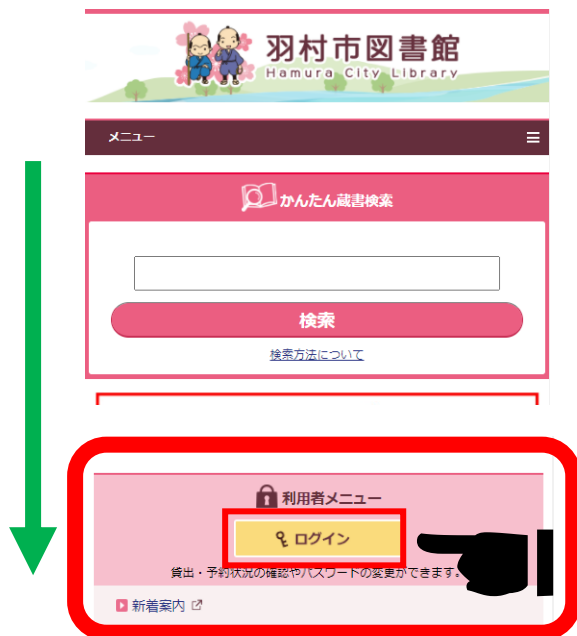 羽村市図書館
Hamura City Library
メニュー
かんたん蔵書検索
検索
検索方法について
利用者メニュー
ログイン
貸出・予約状況の確認やパスワードの変更ができます。
新着案内